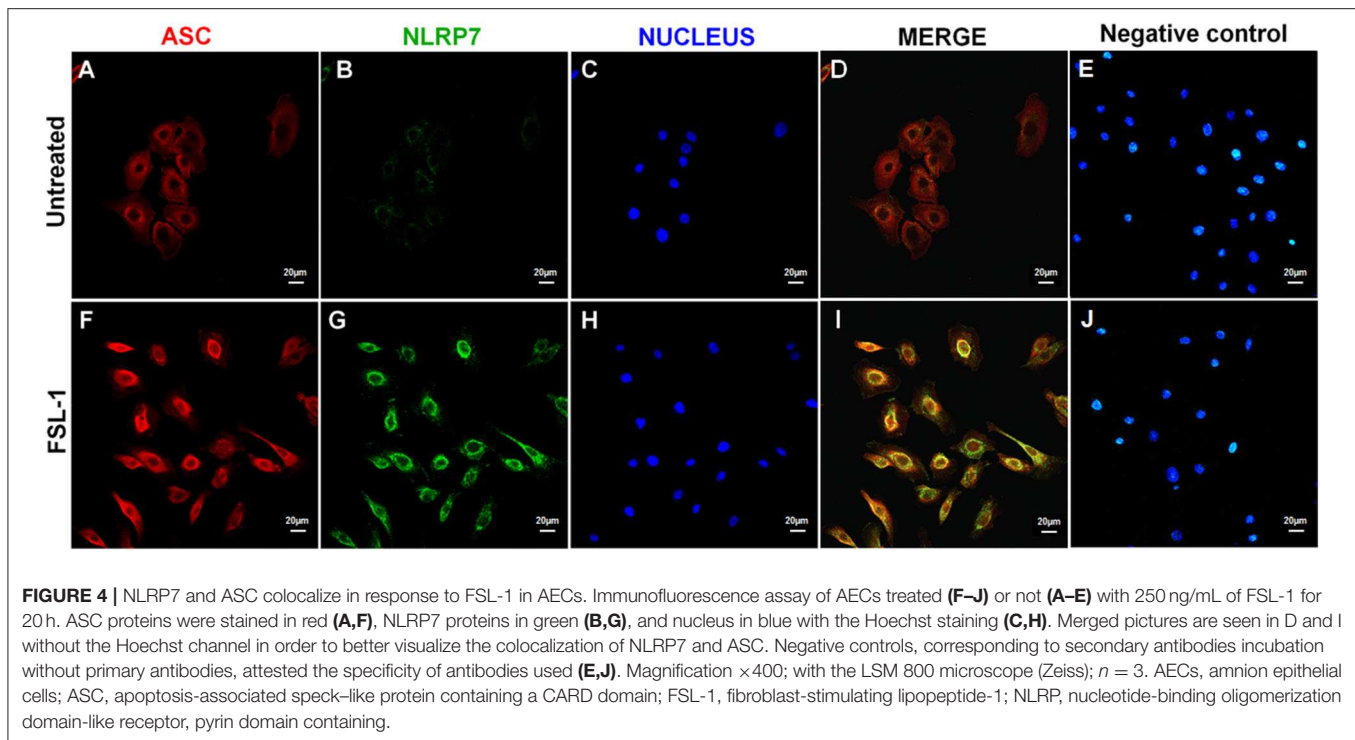 ASC NLRP7 NUCLEUS MERGE Negative control
Untreated
A B C D E
20μm 20μm 20μm 20μm 20μm
FSL-1
F G H I J
20μm 20μm 20μm 20μm 20μm
FIGURE 4 | NLRP7 and ASC colocalize in response to FSL-1 in AECs. Immunofluorescence assay of AECs treated (F–J) or not (A–E) with 250 ng/mL of FSL-1 for
20 h. ASC proteins were stained in red (A,F), NLRP7 proteins in green (B,G), and nucleus in blue with the Hoechst staining (C,H). Merged pictures are seen in D and I
without the Hoechst channel in order to better visualize the colocalization of NLRP7 and ASC. Negative controls, corresponding to secondary antibodies incubation
without primary antibodies, attested the specificity of antibodies used (E,J). Magnification ×400; with the LSM 800 microscope (Zeiss); n = 3. AECs, amnion epithelial
cells; ASC, apoptosis-associated speck–like protein containing a CARD domain; FSL-1, fibroblast-stimulating lipopeptide-1; NLRP, nucleotide-binding oligomerization
domain-like receptor, pyrin domain containing.